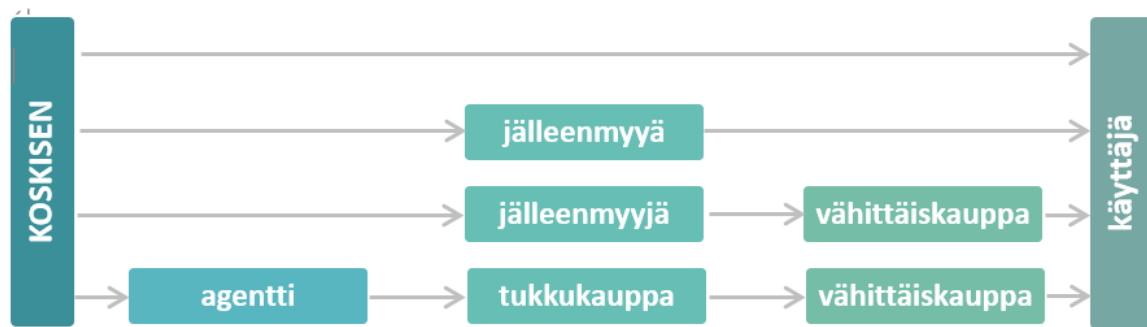 KOSKISEN
jälleenmyyä
jälleenmyyjä
vähittäiskauppa
agentti
tukkukauppa
vähittäiskauppa
käyttäjä